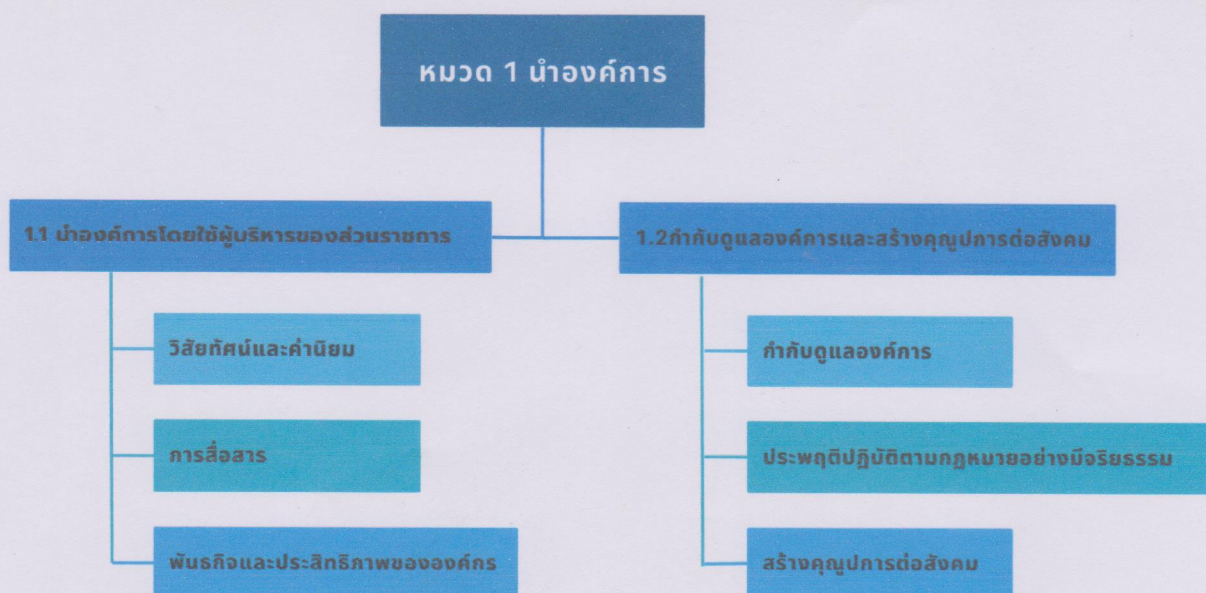 หมวด 1 นำองค์การ
1.1 นำองค์การโดยใช้ผู้บริหารของส่วนราชการ
วิสัยทัศน์และค่านิยม
การสื่อสาร
พันธกิจและประสิทธิภาพขององค์กร
1.2กำกับดูแลองค์การและสร้างคุณูปการต่อสังคม
กำกับดูแลองค์การ
ประพฤติปฏิบัติตามกฎหมายอย่างมีจริยธรรม
สร้างคุณูปการต่อสังคม